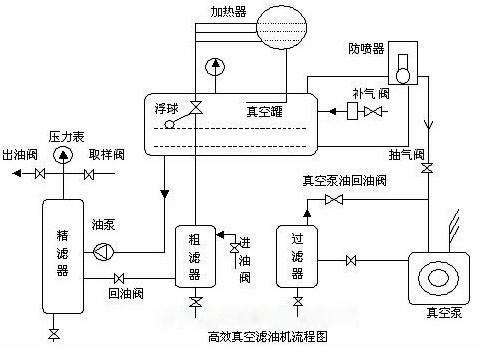 加热器
防喷器
浮球
真空罐
补气阀
压力表
出油阀
取样阀
抽气阀
真空泵油回油阀
油泵
精滤器
粗滤器
进油阀
过滤器
回油阀
真空泵
高效真空滤油机流程图